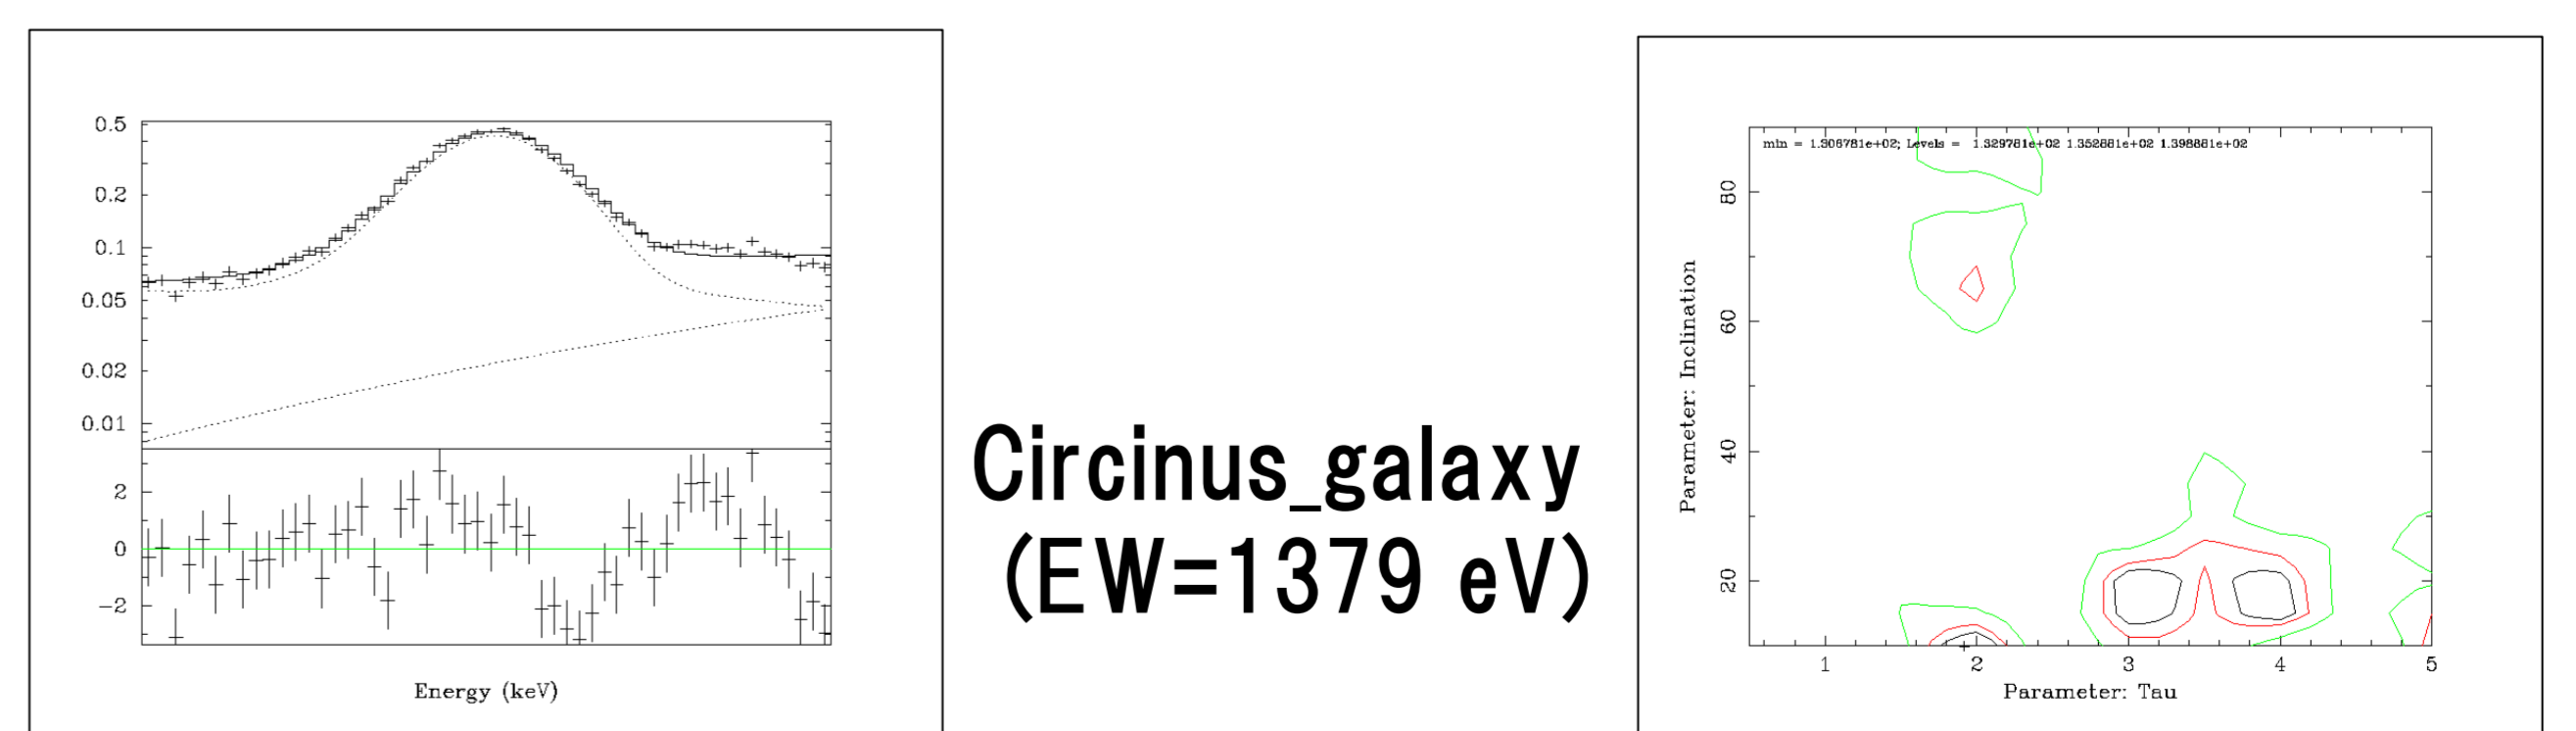 0.5
0.2
0.1
0.05
0.02
0.01
2
0
−2
Energy (keV)
Circinus_galaxy
(EW=1379 eV)
min = 1.306781e+02; Levels = 1.329781e+02 1.352881e+02 1.398881e+02
Parameter: Inclination
80
60
40
20
1 2 3 4 5
Parameter: Tau